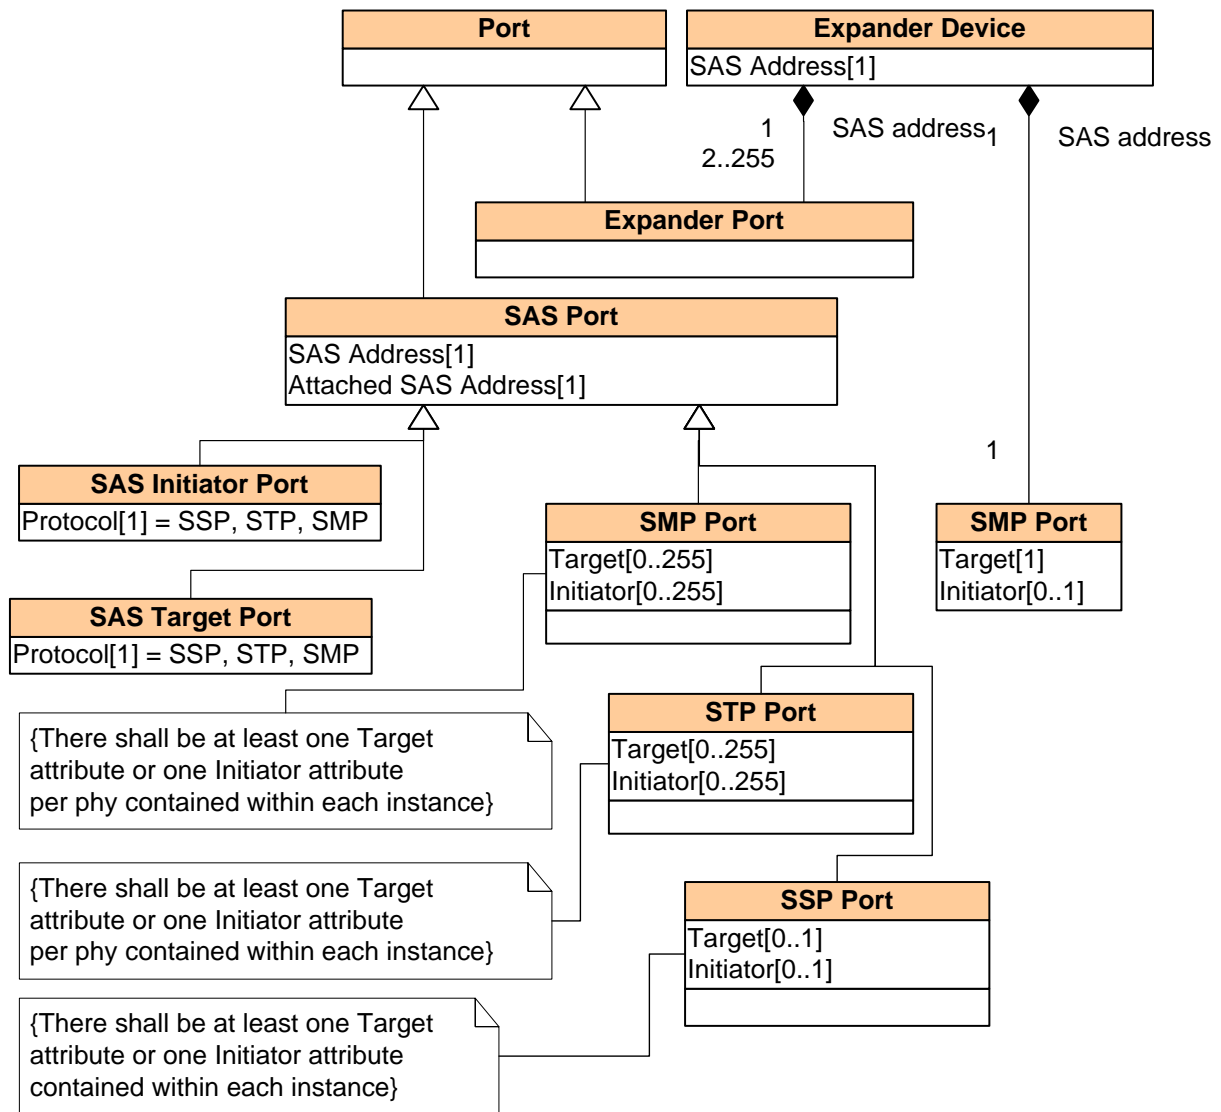 Port
Expander Device
SAS Address[1]
1
SAS address
1
SAS address
2..255
Expander Port
SAS Port
SAS Address[1]
Attached SAS Address[1]
1
SAS Initiator Port
Protocol[1] = SSP, STP, SMP
SMP Port
Target[0..255]
Initiator[0..255]
SMP Port
Target[1]
Initiator[0..1]
SAS Target Port
Protocol[1] = SSP, STP, SMP
STP Port
Target[0..255]
Initiator[0..255]
{There shall be at least one Target
attribute or one Initiator attribute
per phy contained within each instance}
{There shall be at least one Target
attribute or one Initiator attribute
per phy contained within each instance}
SSP Port
Target[0..1]
Initiator[0..1]
{There shall be at least one Target
attribute or one Initiator attribute
contained within each instance}